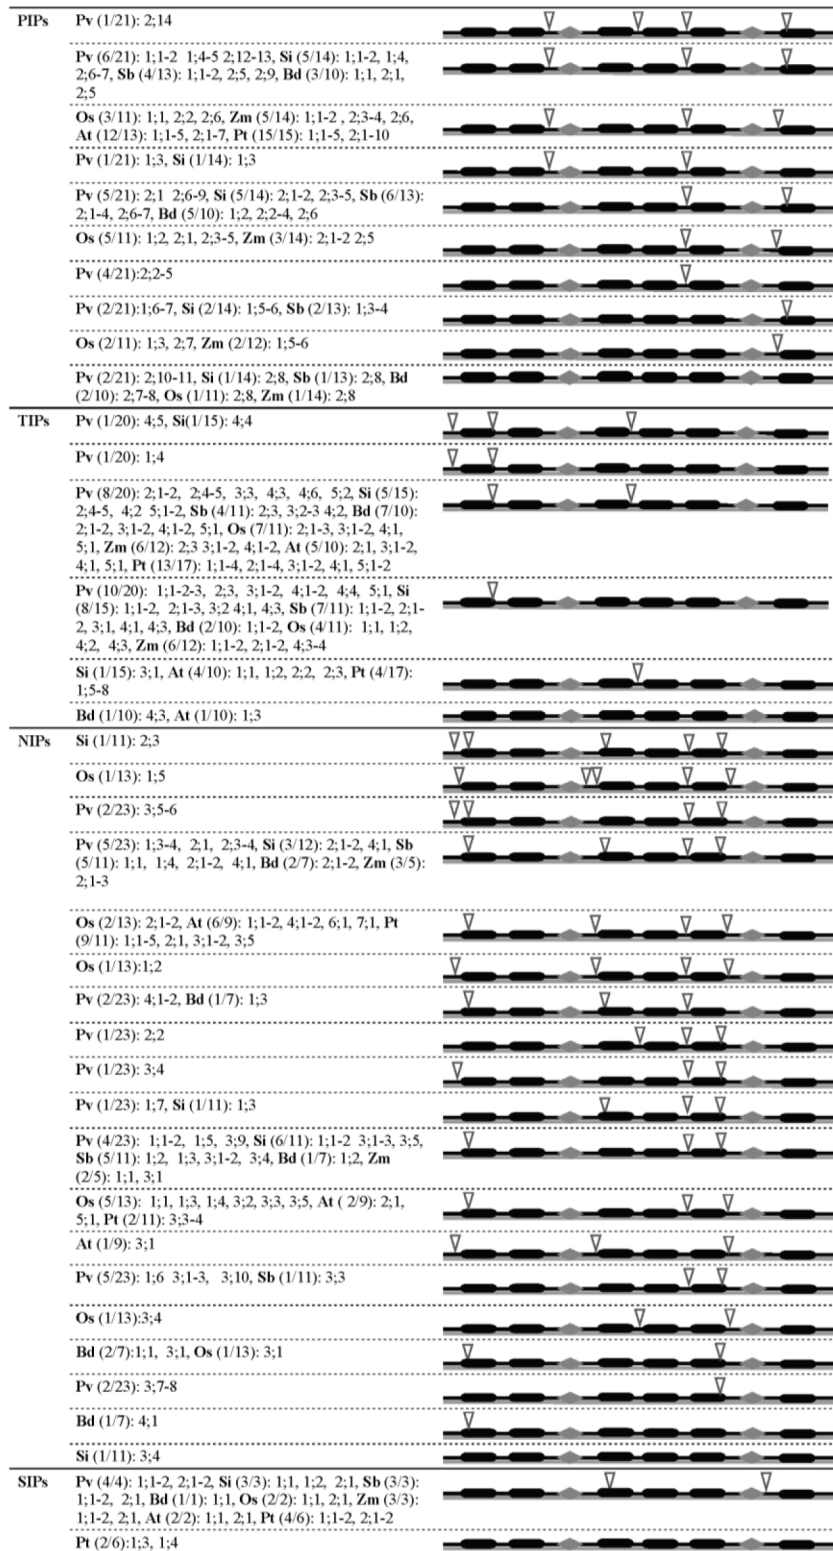 PIPs Pv (1/21): 2;14
Pv (6/21): 1;1-2 1;4-5 2;12-13, Si (5/14): 1;1-2, 1;4,
2;6-7, Sb (4/13): 1;1-2, 2;5, 2;9, Bd (3/10): 1;1, 2;1,
2;5
Os (3/11): 1;1, 2;2, 2;6, Zm (5/14): 1;1-2 , 2;3-4, 2;6,
At (12/13): 1;1-5, 2;1-7, Pt (15/15): 1;1-5, 2;1-10
Pv (1/21): 1;3, Si (1/14): 1;3
Pv (5/21): 2;1 2;6-9, Si (5/14): 2;1-2, 2;3-5, Sb (6/13):
2;1-4, 2;6-7, Bd (5/10): 1;2, 2;2-4, 2;6
Os (5/11): 1;2, 2;1, 2;3-5, Zm (3/14): 2;1-2 2;5
Pv (4/21):2;2-5
Pv (2/21):1;6-7, Si (2/14): 1;5-6, Sb (2/13): 1;3-4
Os (2/11): 1;3, 2;7, Zm (2/12): 1;5-6
Pv (2/21): 2;10-11, Si (1/14): 2;8, Sb (1/13): 2;8, Bd
(2/10): 2;7-8, Os (1/11): 2;8, Zm (1/14): 2;8
TIPs Pv (1/20): 4;5, Si(1/15): 4;4
Pv (1/20): 1;4
Pv (8/20): 2;1-2, 2;4-5, 3;3, 4;3, 4;6, 5;2, Si (5/15):
2;4-5, 4;2 5;1-2, Sb (4/11): 2;3, 3;2-3 4;2, Bd (7/10):
2;1-2, 3;1-2, 4;1-2, 5;1, Os (7/11): 2;1-3, 3;1-2, 4;1,
5;1, Zm (6/12): 2;3 3;1-2, 4;1-2, At (5/10): 2;1, 3;1-2,
4;1, 5;1, Pt (13/17): 1;1-4, 2;1-4, 3;1-2, 4;1, 5;1-2
Pv (10/20): 1;1-2-3, 2;3, 3;1-2, 4;1-2, 4;4, 5;1, Si
(8/15): 1;1-2, 2;1-3, 3;2 4;1, 4;3, Sb (7/11): 1;1-2, 2;1-
2, 3;1, 4;1, 4;3, Bd (2/10): 1;1-2, Os (4/11): 1;1, 1;2,
4;2, 4;3, Zm (6/12): 1;1-2, 2;1-2, 4;3-4
Si (1/15): 3;1, At (4/10): 1;1, 1;2, 2;2, 2;3, Pt (4/17):
1;5-8
Bd (1/10): 4;3, At (1/10): 1;3
NIPs Si (1/11): 2;3
Os (1/13): 1;5
Pv (2/23): 3;5-6
Pv (5/23): 1;3-4, 2;1, 2;3-4, Si (3/12): 2;1-2, 4;1, Sb
(5/11): 1;1, 1;4, 2;1-2, 4;1, Bd (2/7): 2;1-2, Zm (3/5):
2;1-3
Os (2/13): 2;1-2, At (6/9): 1;1-2, 4;1-2, 6;1, 7;1, Pt
(9/11): 1;1-5, 2;1, 3;1-2, 3;5
Os (1/13):1;2
Pv (2/23): 4;1-2, Bd (1/7): 1;3
Pv (1/23): 2;2
Pv (1/23): 3;4
Pv (1/23): 1;7, Si (1/11): 1;3
Pv (4/23): 1;1-2, 1;5, 3;9, Si (6/11): 1;1-2 3;1-3, 3;5,
Sb (5/11): 1;2, 1;3, 3;1-2, 3;4, Bd (1/7): 1;2, Zm
(2/5): 1;1, 3;1
Os (5/13): 1;1, 1;3, 1;4, 3;2, 3;3, 3;5, At ( 2/9): 2;1,
5;1, Pt (2/11): 3;3-4
At (1/9): 3;1
Pv (5/23): 1;6 3;1-3, 3;10, Sb (1/11): 3;3
Os (1/13):3;4
Bd (2/7):1;1, 3;1, Os (1/13): 3;1
Pv (2/23): 3;7-8
Bd (1/7): 4;1
Si (1/11): 3;4
SIPs Pv (4/4): 1;1-2, 2;1-2, Si (3/3): 1;1, 1;2, 2;1, Sb (3/3):
1;1-2, 2;1, Bd (1/1): 1;1, Os (2/2): 1;1, 2;1, Zm (3/3):
1;1-2, 2;1, At (2/2): 1;1, 2;1, Pt (4/6): 1;1-2, 2;1-2
Pt (2/6):1;3, 1;4